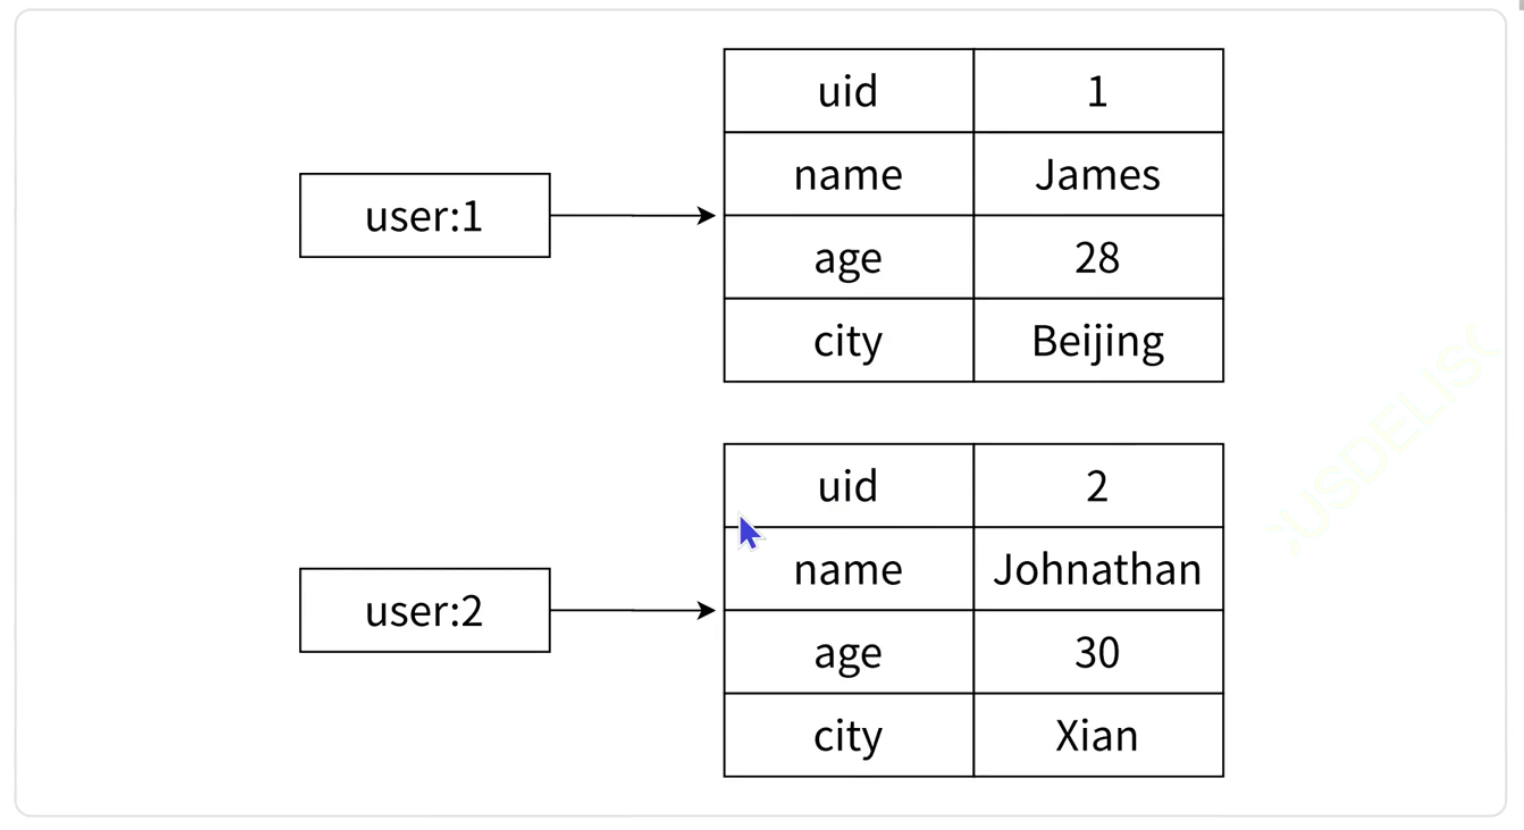 uid 1
name James
user:1
age 28
city Beijing
uid 2
name Johnathan
user:2
age 30
city Xian